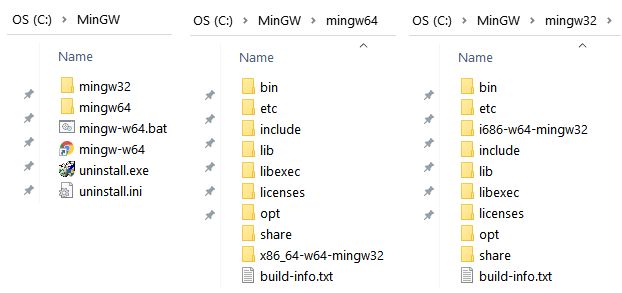 OS (C:) > MinGW
Name
mingw32
mingw64
mingw-w64.bat
mingw-w64
uninstall.exe
uninstall.ini
OS (C:) > MinGW > mingw64
Name
bin
etc
include
lib
libexec
licenses
opt
share
x86_64-w64-mingw32
build-info.txt
OS (C:) > MinGW > mingw32 >
Name
bin
etc
i686-w64-mingw32
include
lib
libexec
licenses
opt
share
build-info.txt